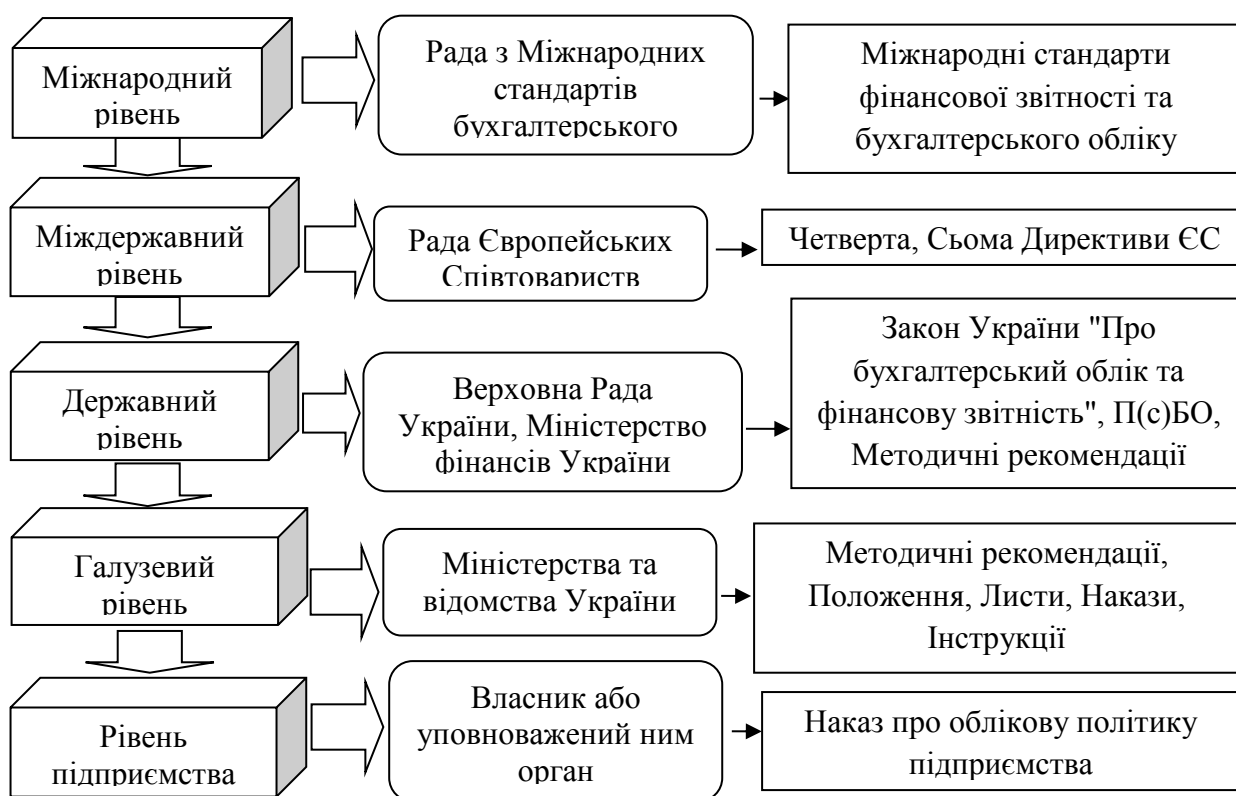 Міжнародний
рівень
Рада з Міжнародних
стандартів
бухгалтерського
Міжнародні стандарти
фінансової звітності та
бухгалтерського обліку
Міждержавний
рівень
Рада Європейських
Співтовариств
Четверта, Сьома Директиви ЄС
Державний
рівень
Верховна Рада
України, Міністерство
фінансів України
Закон України "Про
бухгалтерський облік та
фінансову звітність", П(с)БО,
Методичні рекомендації
Галузевий
рівень
Міністерства та
відомства України
Методичні рекомендації,
Положення, Листи, Накази,
Інструкції
Рівень
підприємства
Власник або
уповноважений ним
орган
Наказ про облікову політику
підприємства